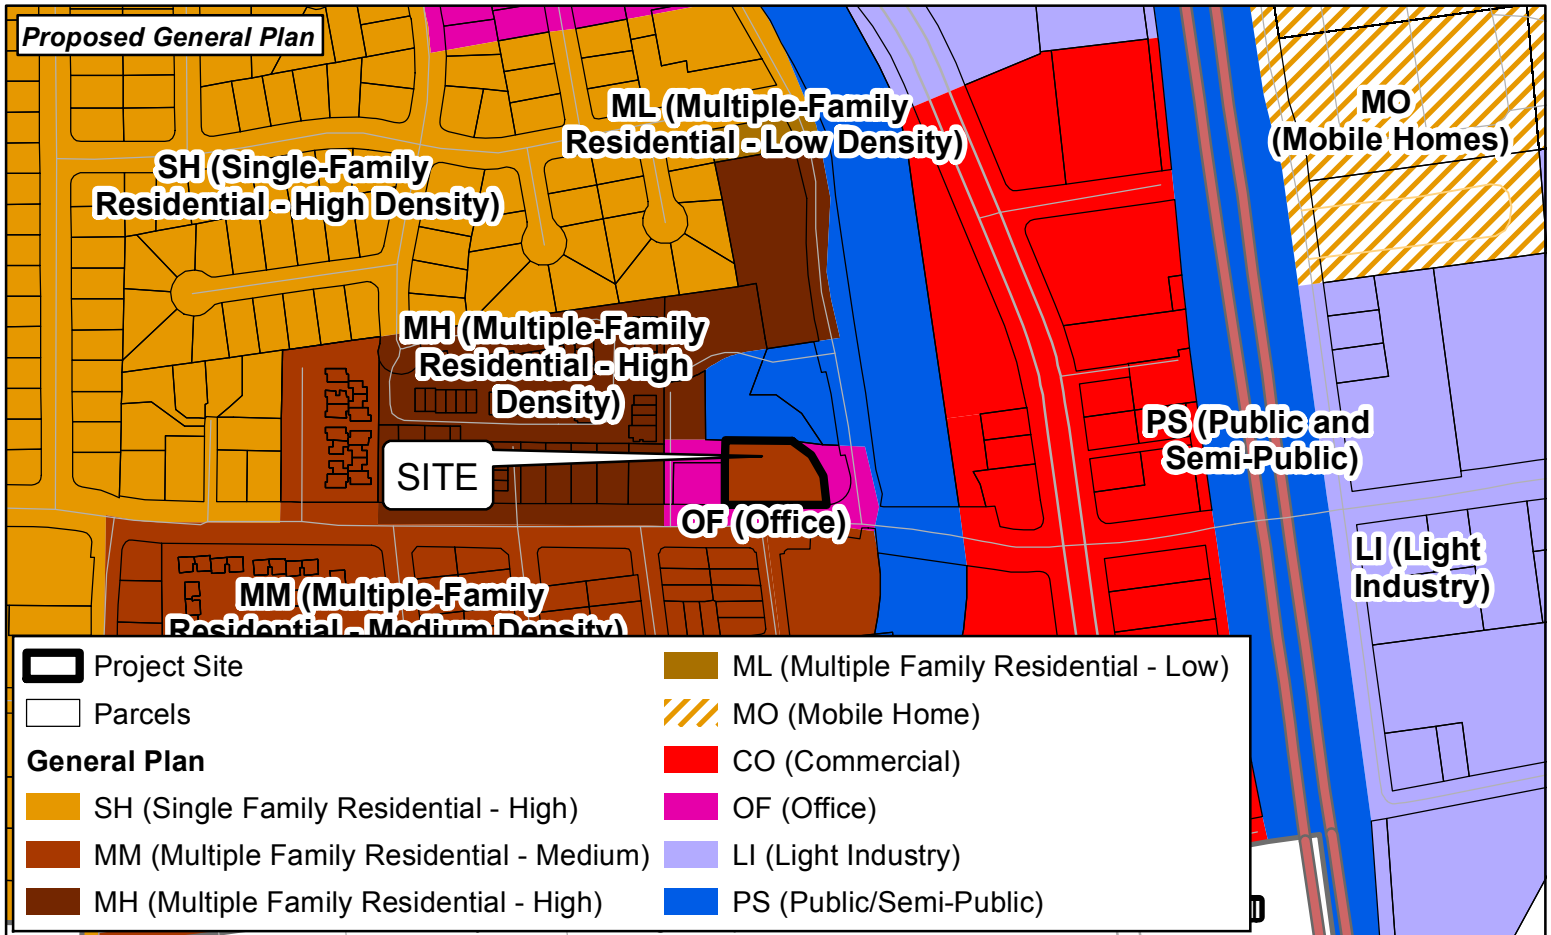 Proposed General Plan
ML (Multiple-Family
Residential - Low Density)
MO
(Mobile Homes)
SH (Single-Family
Residential - High Density)
MH (Multiple-Family
Residential - High
Density)
PS (Public and
Semi-Public)
SITE
OF (Office)
LI (Light
Industry)
MM (Multiple-Family
Residential - Medium Density)
Project Site
Parcels
General Plan
SH (Single Family Residential - High)
MM (Multiple Family Residential - Medium)
MH (Multiple Family Residential - High)
ML (Multiple Family Residential - Low)
MO (Mobile Home)
CO (Commercial)
OF (Office)
LI (Light Industry)
PS (Public/Semi-Public)